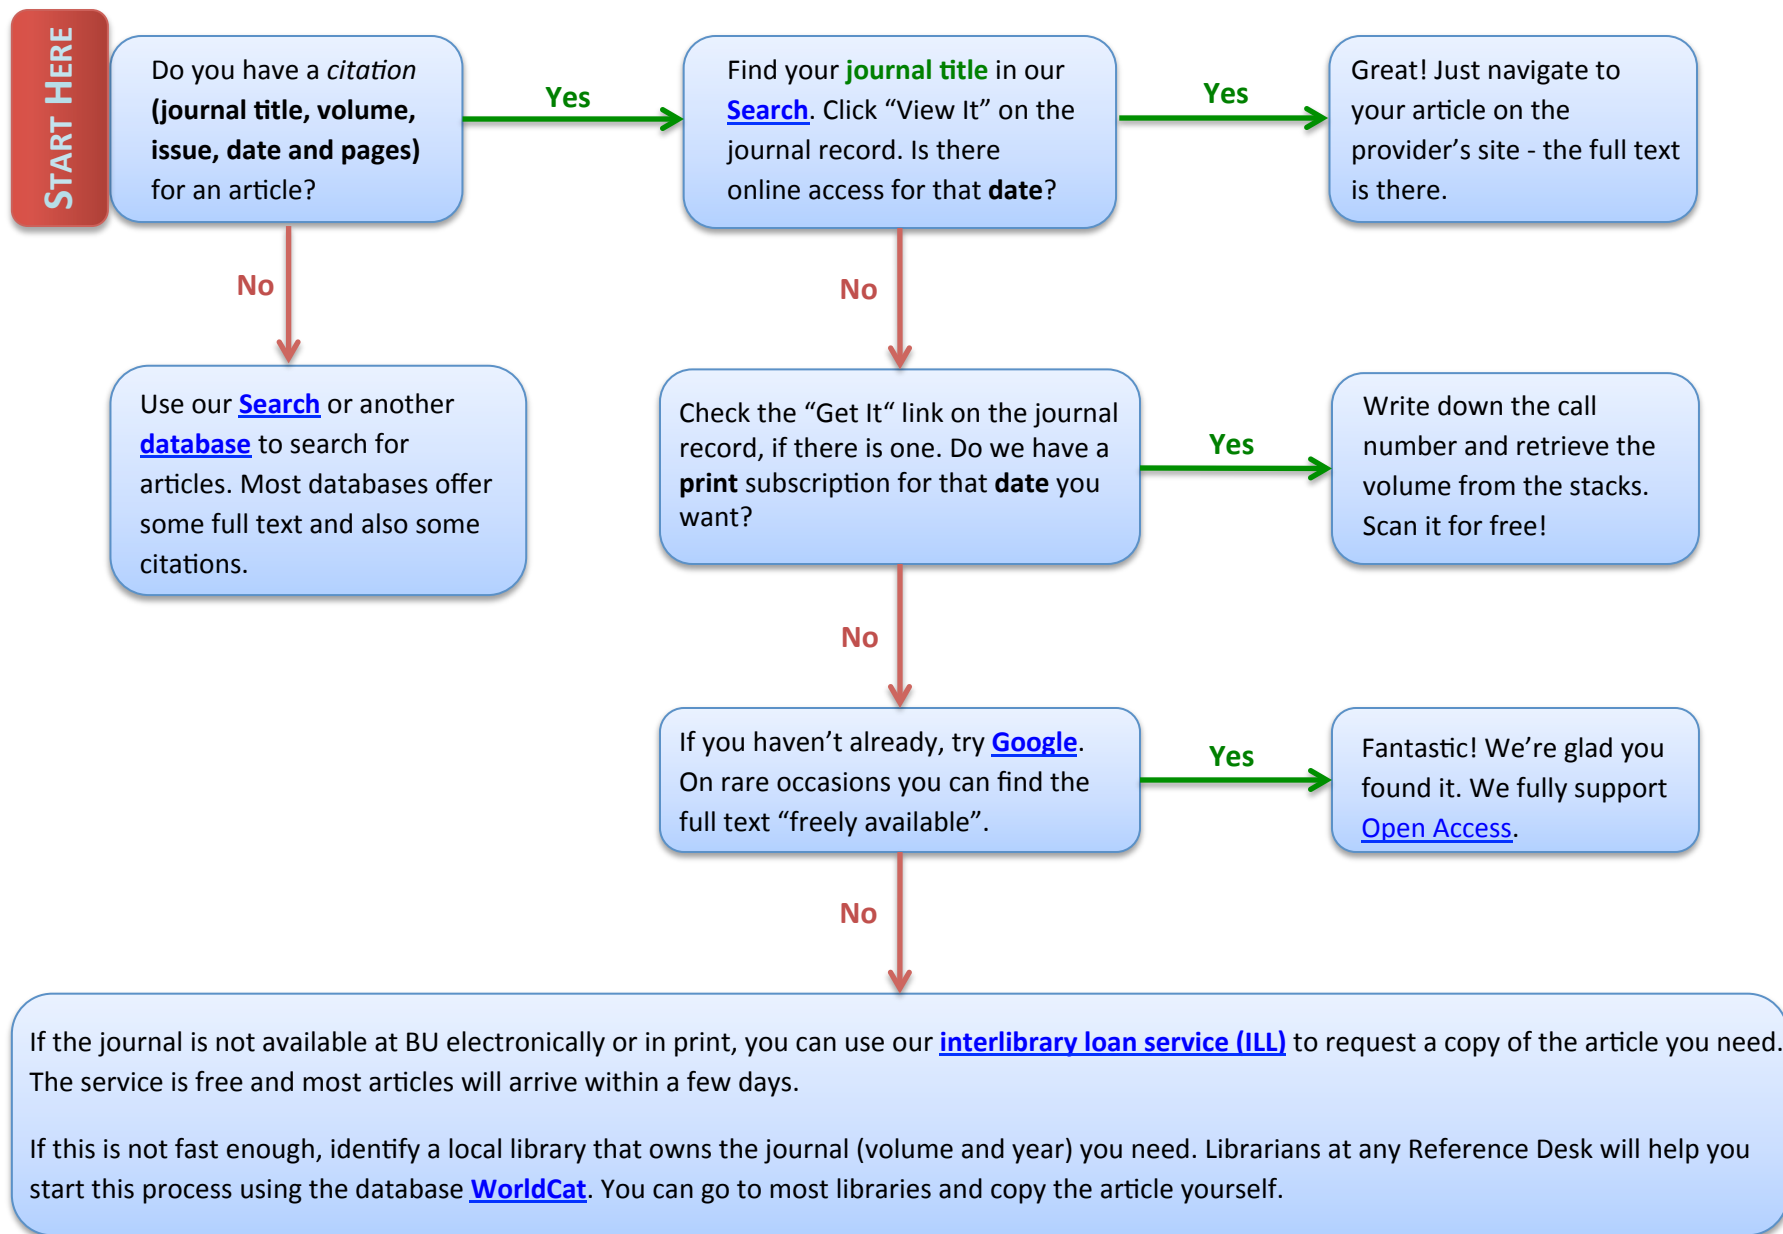 START HERE
Do you have a citation
(journal title, volume,
issue, date and pages)
for an article?
Yes
Find your journal title in our
Search. Click “View It” on the
journal record. Is there
online access for that date?
Yes
Great! Just navigate to
your article on the
provider’s site - the full text
is there.
No
No
Use our Search or another
database to search for
articles. Most databases offer
some full text and also some
citations.
Check the “Get It“ link on the journal
record, if there is one. Do we have a
print subscription for that date you
want?
Yes
Write down the call
number and retrieve the
volume from the stacks.
Scan it for free!
No
If you haven’t already, try Google.
On rare occasions you can find the
full text “freely available”.
Yes
Fantastic! We’re glad you
found it. We fully support
Open Access.
No
If the journal is not available at BU electronically or in print, you can use our interlibrary loan service (ILL) to request a copy of the article you need.
The service is free and most articles will arrive within a few days.
If this is not fast enough, identify a local library that owns the journal (volume and year) you need. Librarians at any Reference Desk will help you
start this process using the database WorldCat. You can go to most libraries and copy the article yourself.